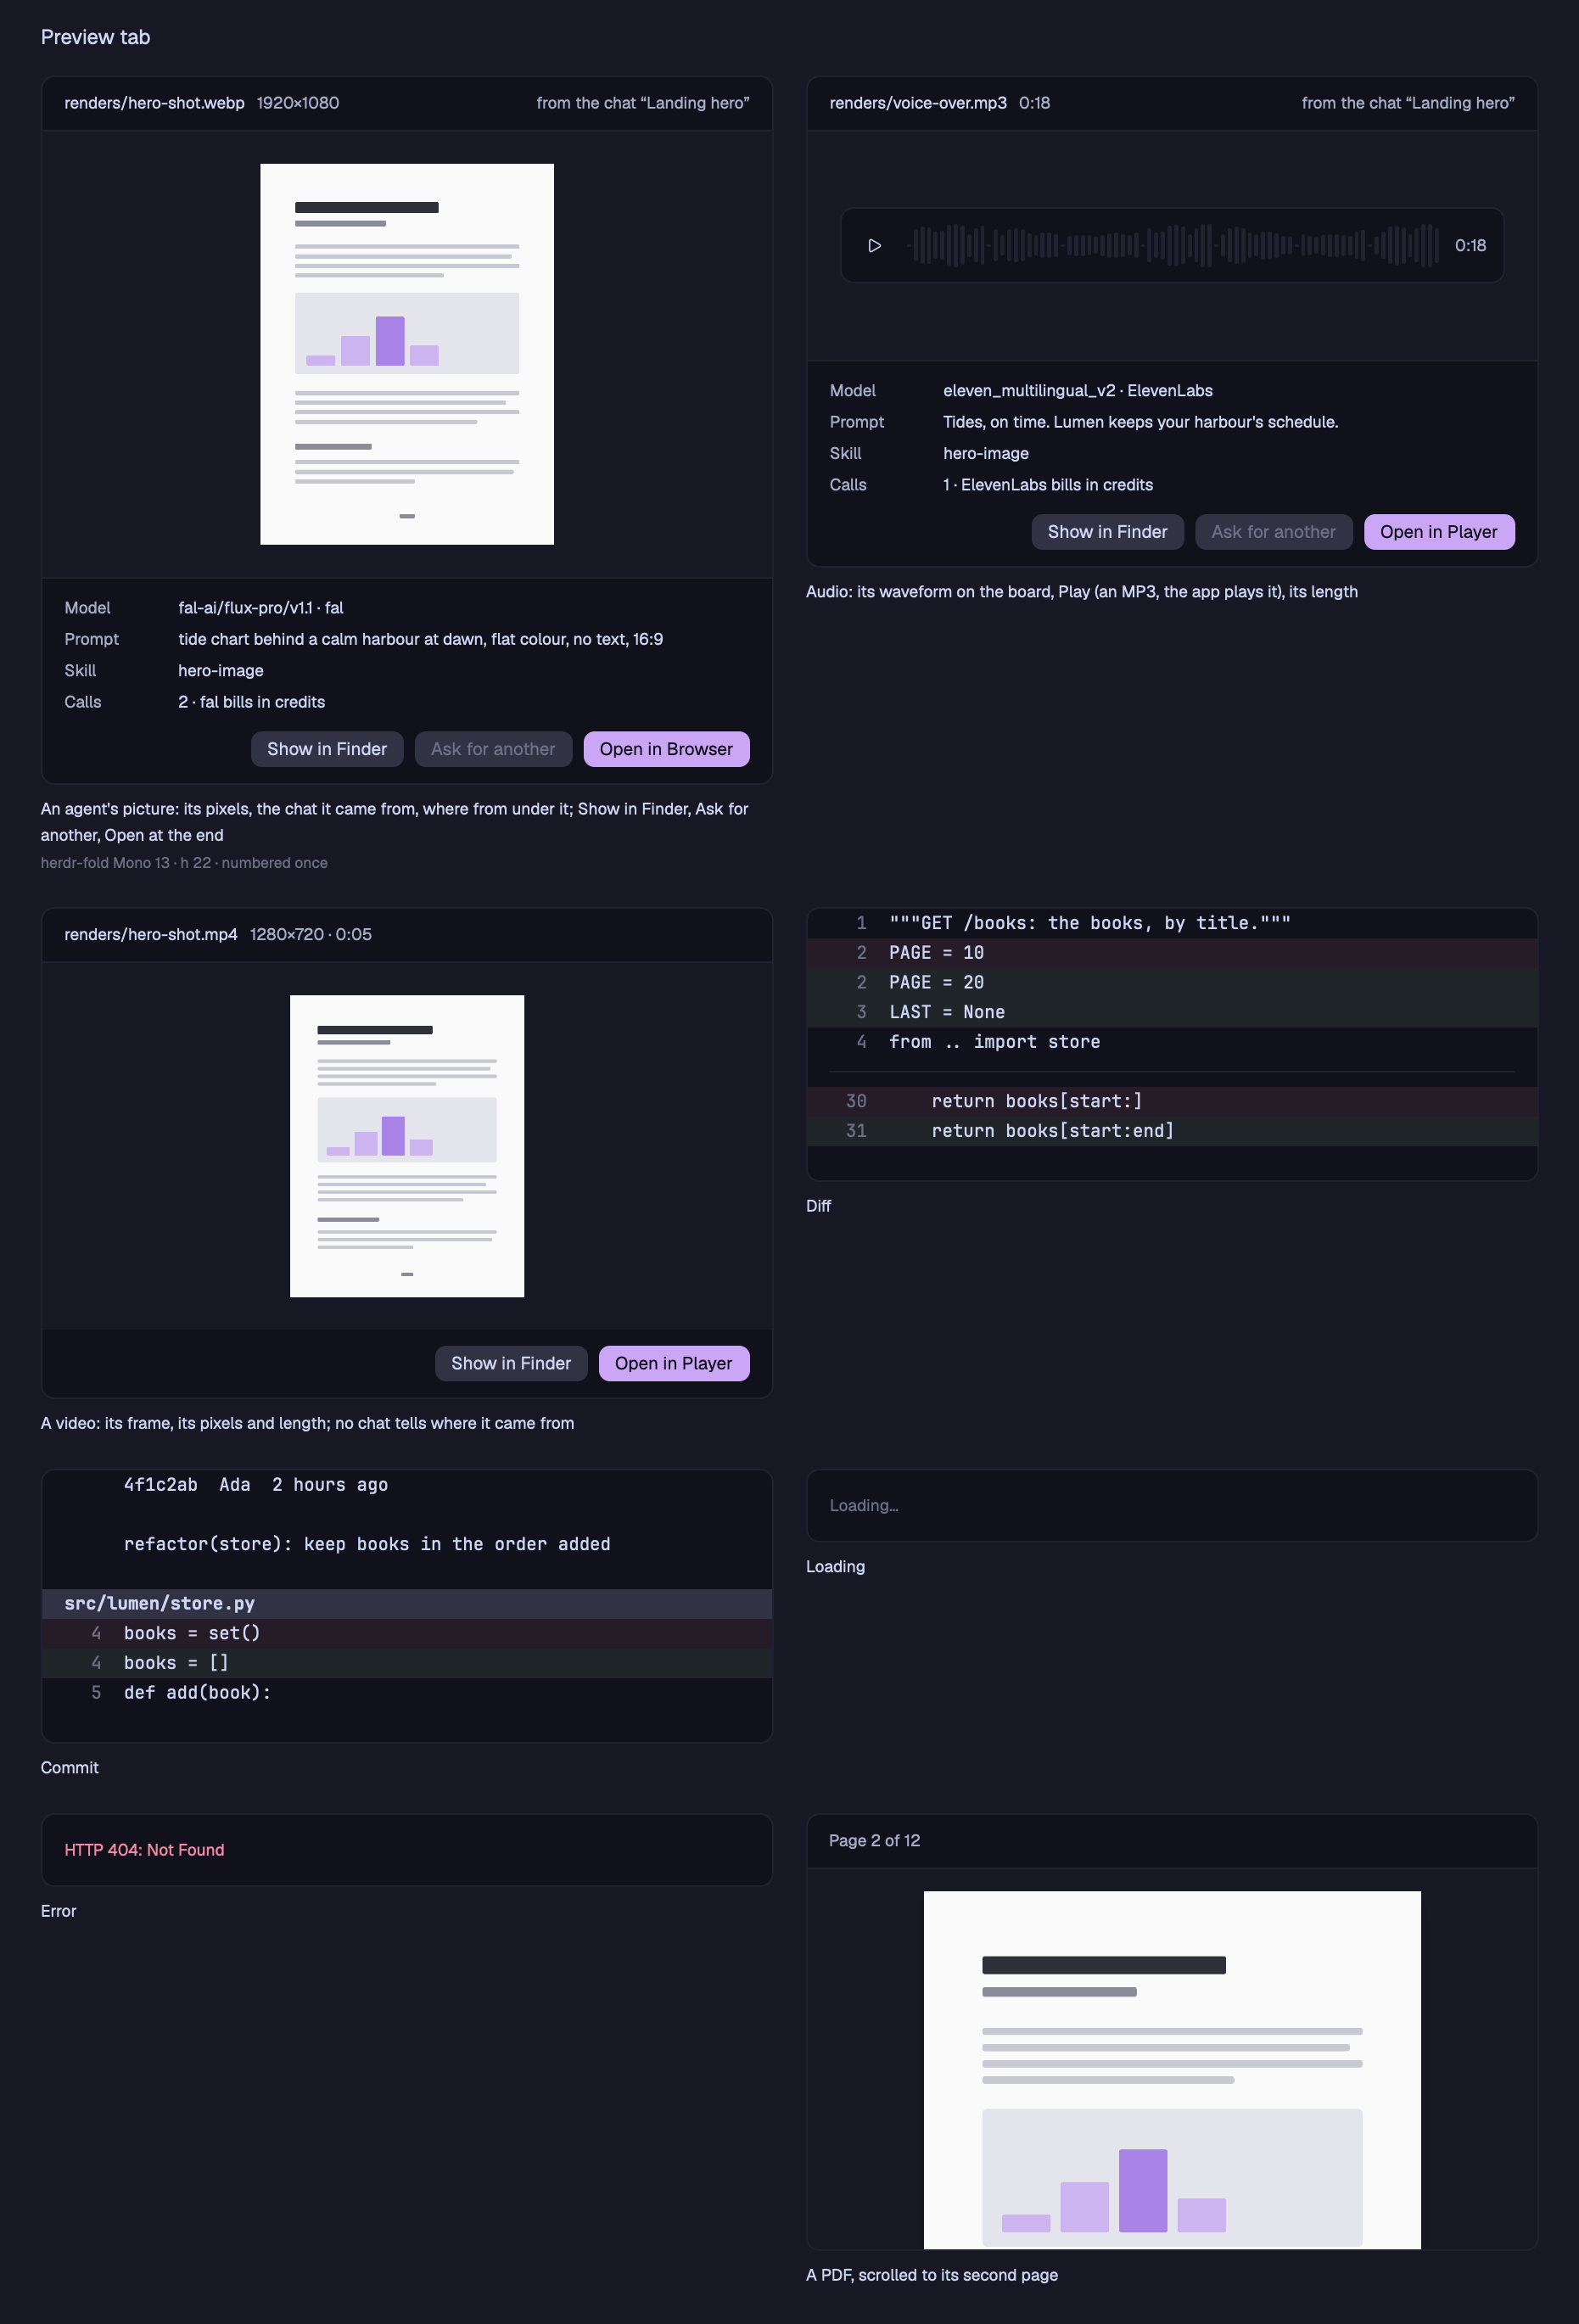 Preview tab
renders/hero-shot.webp 1920×1080 from the chat “Landing hero”
Model fal-ai/flux-pro/v1.1 · fal
Prompt tide chart behind a calm harbour at dawn, flat colour, no text, 16:9
Skill hero-image
Calls 2 · fal bills in credits
Show in Finder Ask for another Open in Browser
An agent's picture: its pixels, the chat it came from, where from under it; Show in Finder, Ask for
another, Open at the end
herdr-fold Mono 13 · h 22 · numbered once
renders/voice-over.mp3 0:18 from the chat “Landing hero”
0:18
Model eleven_multilingual_v2 · ElevenLabs
Prompt Tides, on time. Lumen keeps your harbour's schedule.
Skill hero-image
Calls 1 · ElevenLabs bills in credits
Show in Finder Ask for another Open in Player
Audio: its waveform on the board, Play (an MP3, the app plays it), its length
renders/hero-shot.mp4 1280×720 · 0:05
Show in Finder Open in Player
A video: its frame, its pixels and length; no chat tells where it came from
1 """GET /books: the books, by title."""
2 PAGE = 10
2 PAGE = 20
3 LAST = None
4 from .. import store
30 return books[start:]
31 return books[start:end]
Diff
4f1c2ab Ada 2 hours ago
refactor(store): keep books in the order added
src/lumen/store.py
4 books = set()
4 books = []
5 def add(book):
Commit
Loading…
Loading
HTTP 404: Not Found
Error
Page 2 of 12
A PDF, scrolled to its second page